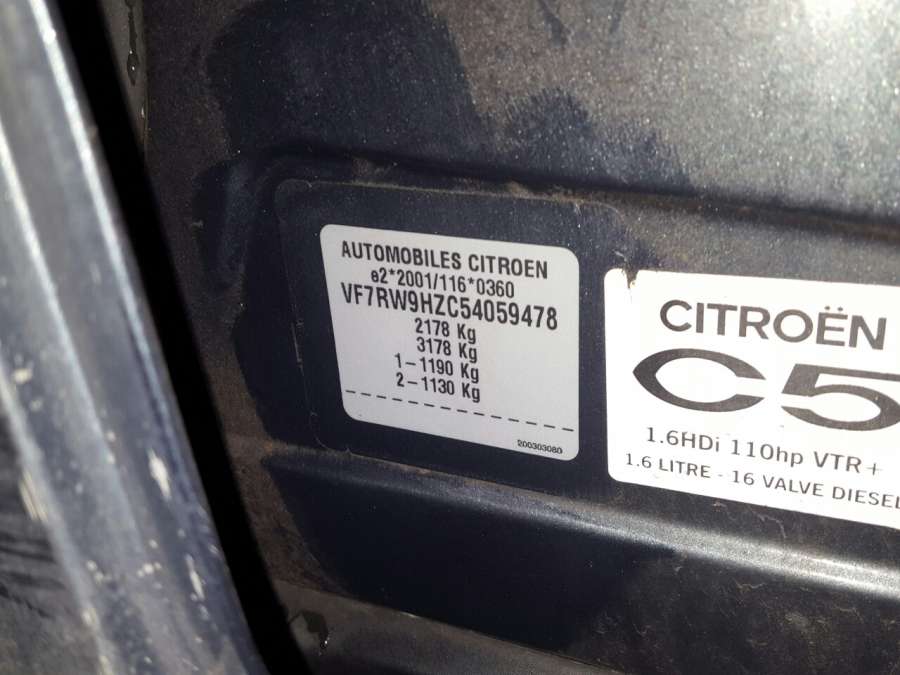 AUTOMOBILES CITROEN
e2*2001/116*0360
VF7RW9HZC54059478
2178 Kg
3178 Kg
1-1190 Kg
2-1130 Kg
200303080
CITROËN
C5
1.6HDi 110hp VTR+
1.6 LITRE - 16 VALVE DIESEL